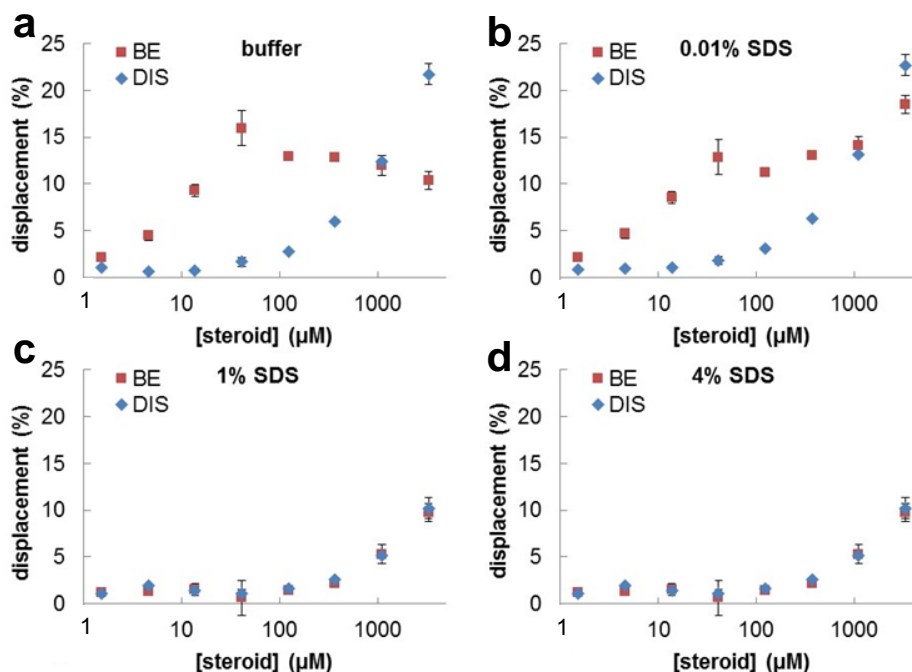 a
buffer
BE
DIS
displacement (%)
25
20
15
10
5
0
1
10
100
1000
[steroid] (µM)
b
0.01% SDS
BE
DIS
displacement (%)
25
20
15
10
5
0
1
10
100
1000
[steroid] (µM)
c
1% SDS
BE
DIS
displacement (%)
25
20
15
10
5
0
1
10
100
1000
[steroid] (µM)
d
4% SDS
BE
DIS
displacement (%)
25
20
15
10
5
0
1
10
100
1000
[steroid] (µM)